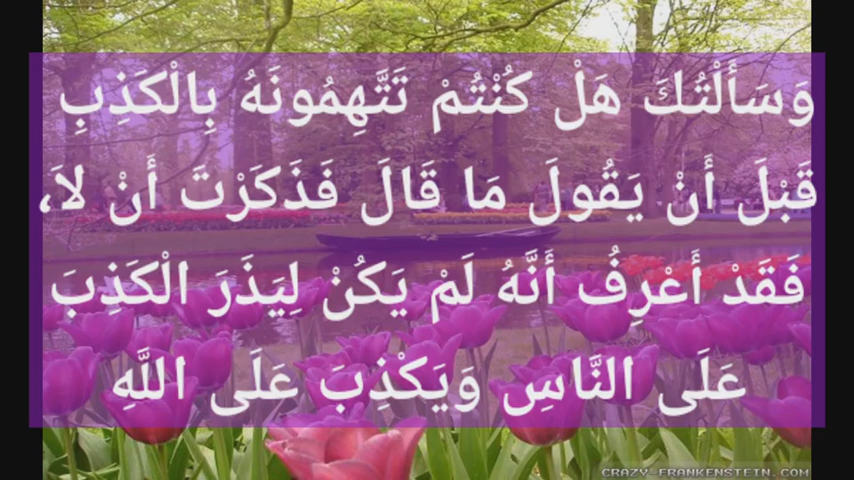 وَسَأَلْتُكَ هَلْ كُنْتُمْ تَتَّهِمُونَهُ بِالْكَذِبِ
قَبْلَ أَنْ يَقُولَ مَا قَالَ فَذَكَرْتَ أَنْ لاَ،
فَقَدْ أَعْرِفُ أَنَّهُ لَمْ يَكُنْ لِيَذَرَ الْكَذِبَ
عَلَى النَّاسِ وَيَكْذِبَ عَلَى اللَّهِ
CRAZY-FRANKENSTEIN.COM